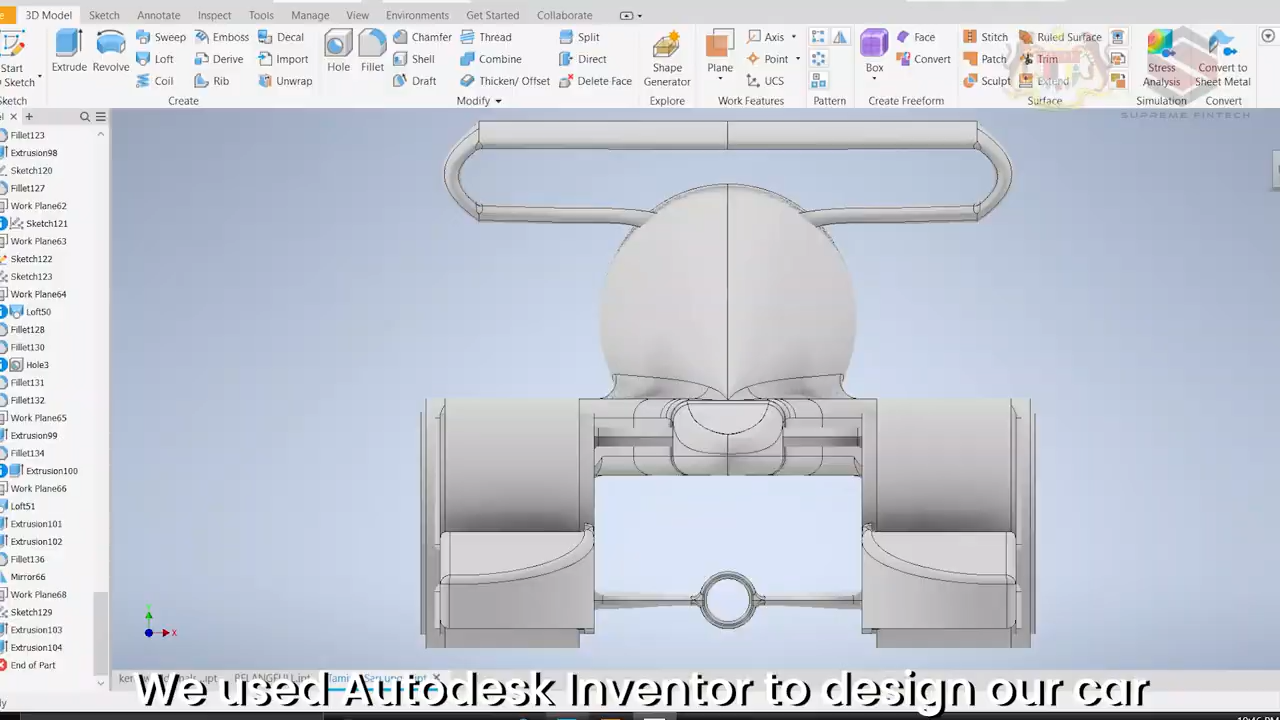 3D Model Sketch Annotate Inspect Tools Manage View Environments Get Started Collaborate
Start Sketch
Extrude
Sweep Emboss Decal
Loft Derive Import
Coil Rib Unwrap
Create
Hole
Fillet
Chamfer Thread Split
Shell Combine Direct
Draft Thicken/ Offset Delete Face
Modify
Shape Generator
Explore
Plane
Axis
Point
UCS
Work Features
Pattern
Box
Face
Convert
Create Freeform
Stitch Ruled Surface
Patch Trim
Sculpt Extend
Surface
Stress Analysis
Simulation
Convert to Sheet Metal
Convert
SUPREME FINTECH
Fillet123
Extrusion98
Sketch120
Fillet127
Work Plane62
Sketch121
Work Plane63
Sketch122
Sketch123
Work Plane64
Loft50
Fillet128
Fillet130
Hole3
Fillet131
Fillet132
Work Plane65
Extrusion99
Fillet134
Extrusion100
Work Plane66
Loft51
Extrusion101
Extrusion102
Fillet136
Mirror66
Work Plane68
Sketch129
Extrusion103
Extrusion104
End of Part
X
We used Autodesk Inventor to design our car